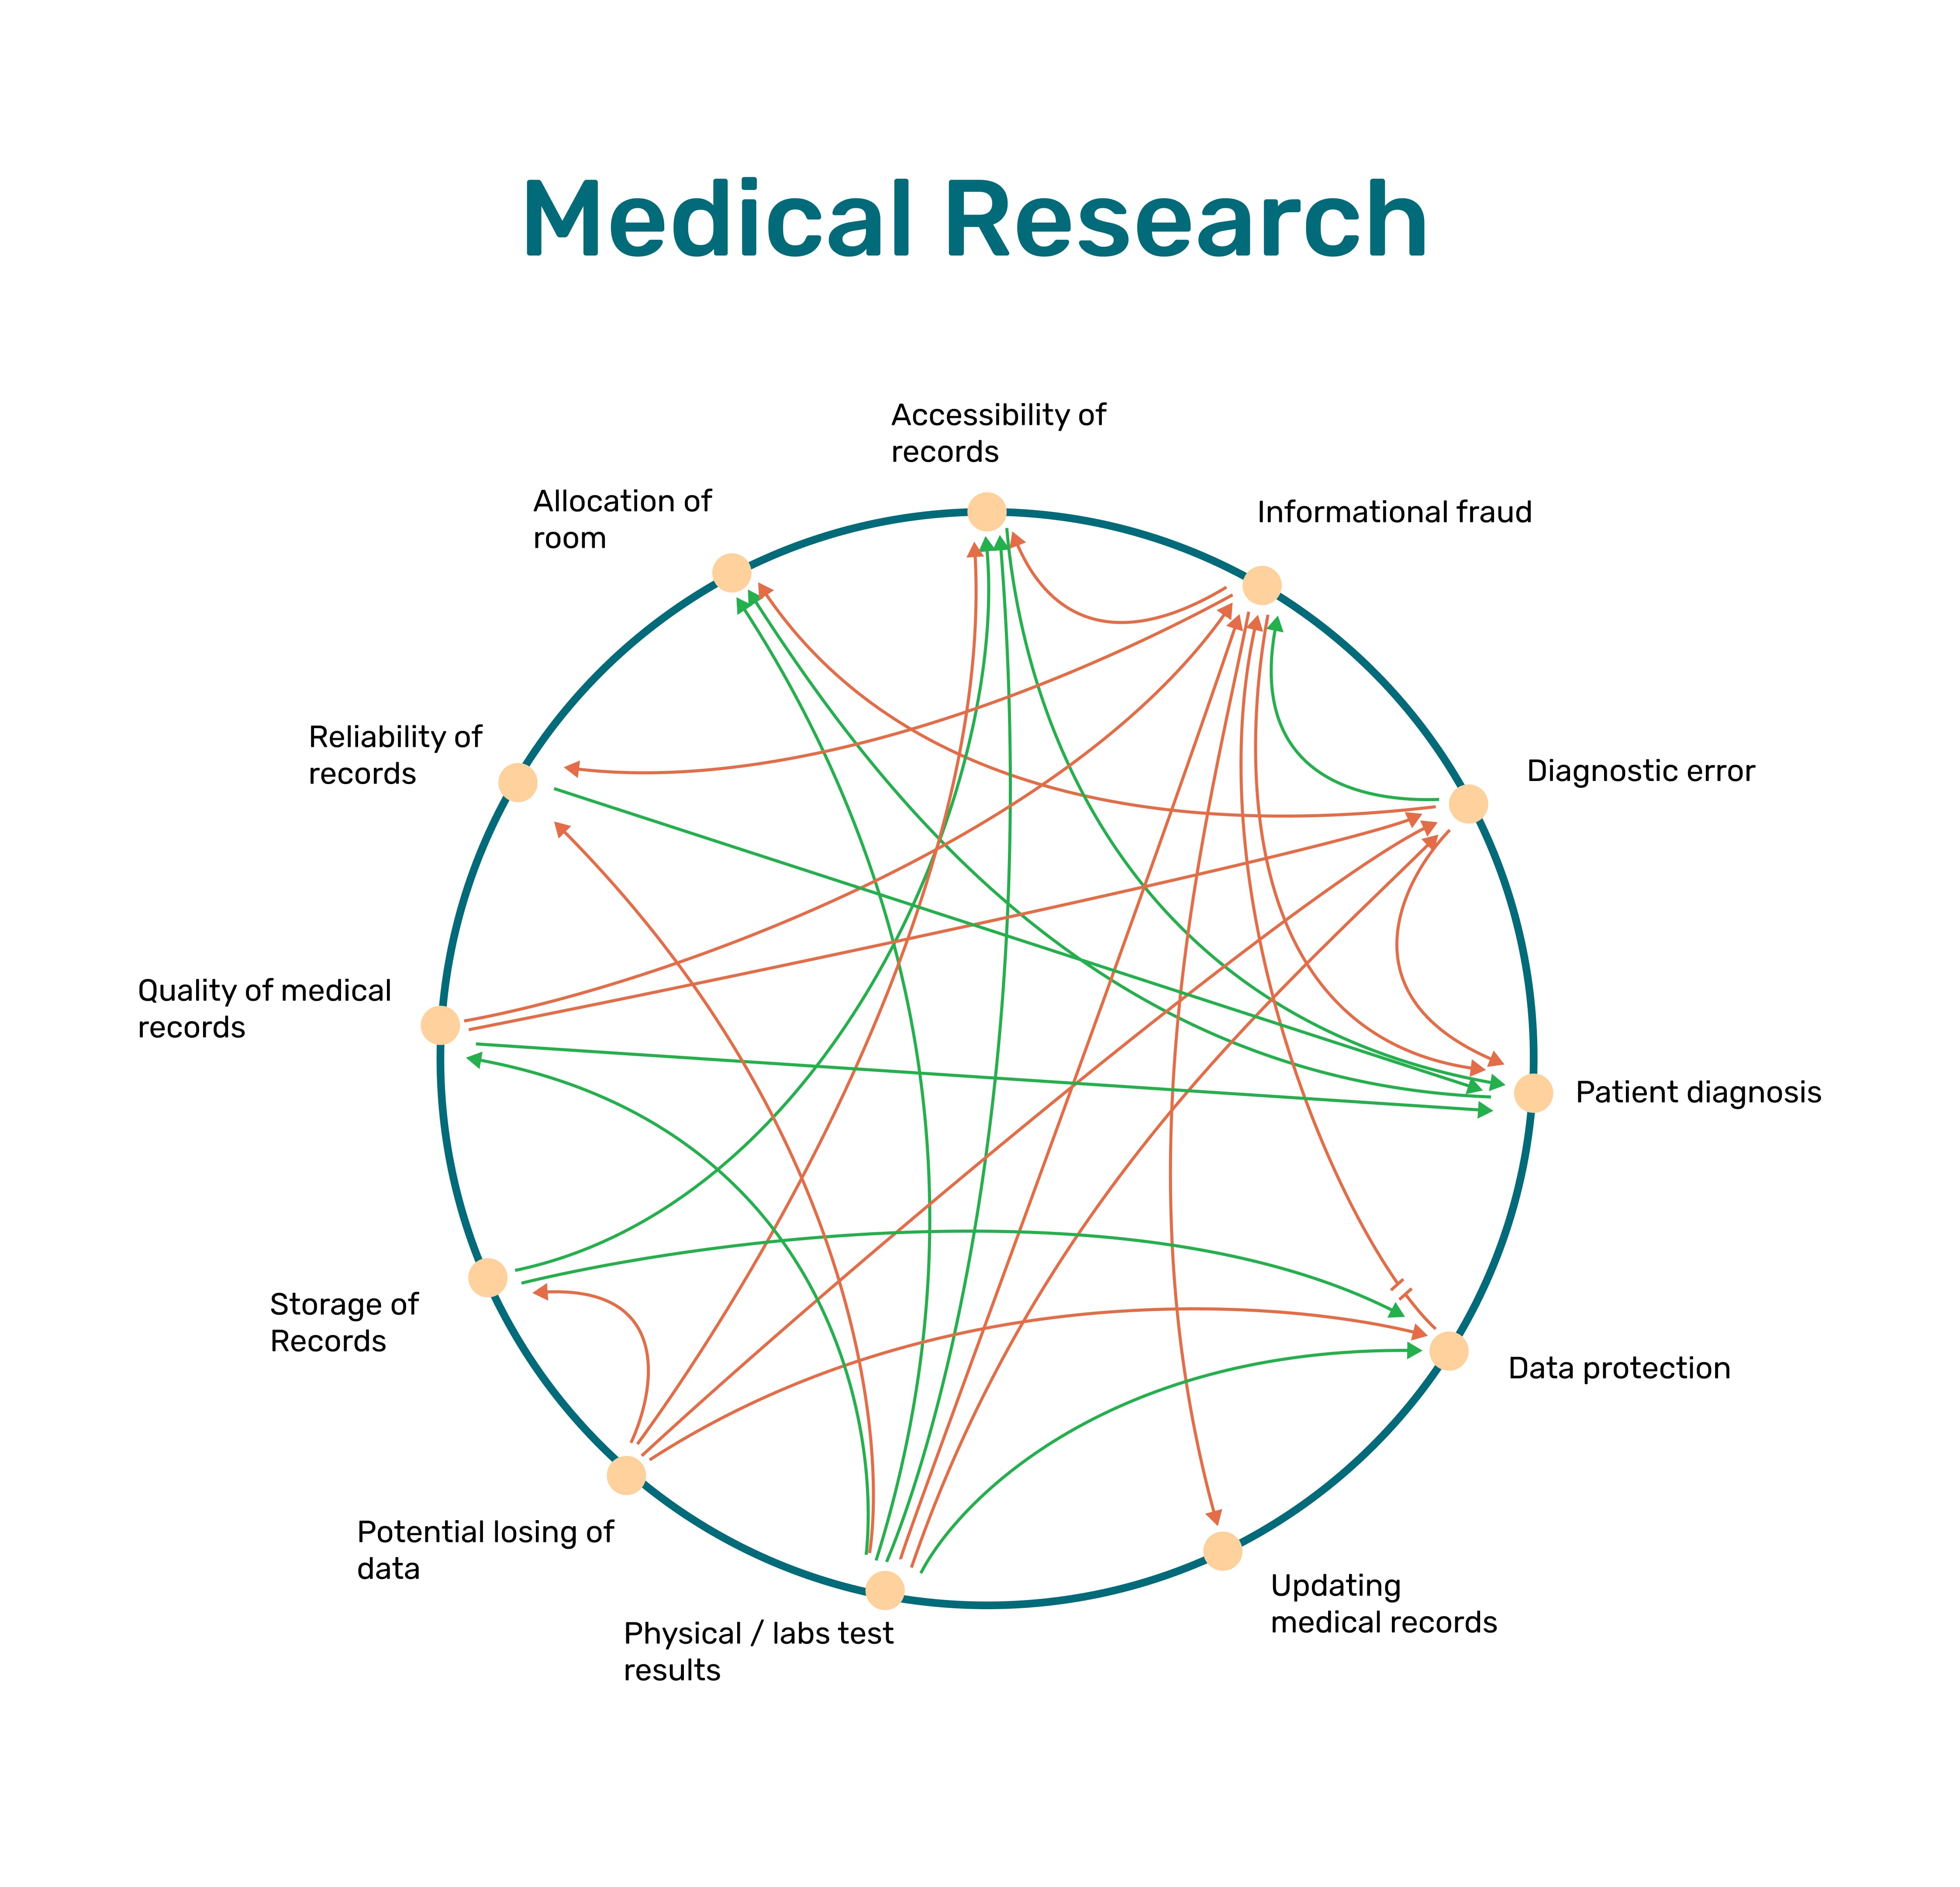 Medical Research
Accessibility of
records
Allocation of
room
Informational fraud
Reliability of
records
Diagnostic error
Quality of medical
records
Patient diagnosis
Storage of
Records
Data protection
Potential losing of
data
Updating
medical records
Physical / labs test
results